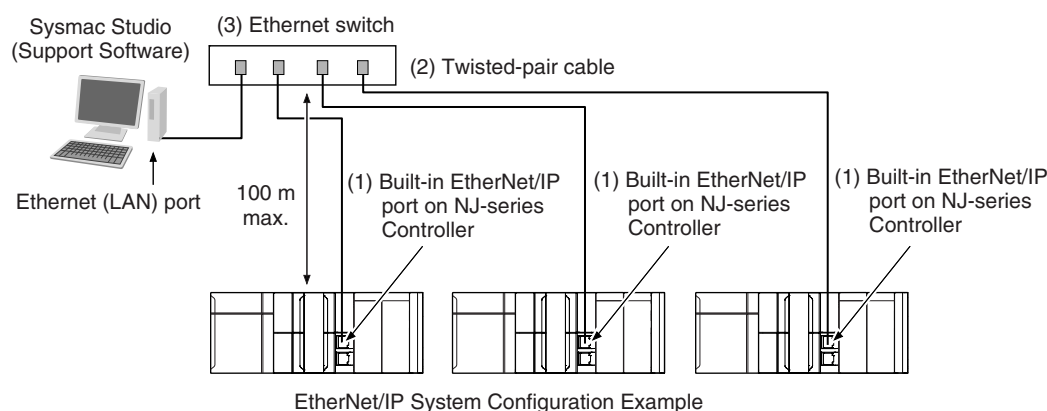 Sysmac Studio
(Support Software)
(3) Ethernet switch
(2) Twisted-pair cable
Ethernet (LAN) port
100 m
max.
(1) Built-in EtherNet/IP
port on NJ-series
Controller
(1) Built-in EtherNet/IP
port on NJ-series
Controller
(1) Built-in EtherNet/IP
port on NJ-series
Controller
EtherNet/IP System Configuration Example